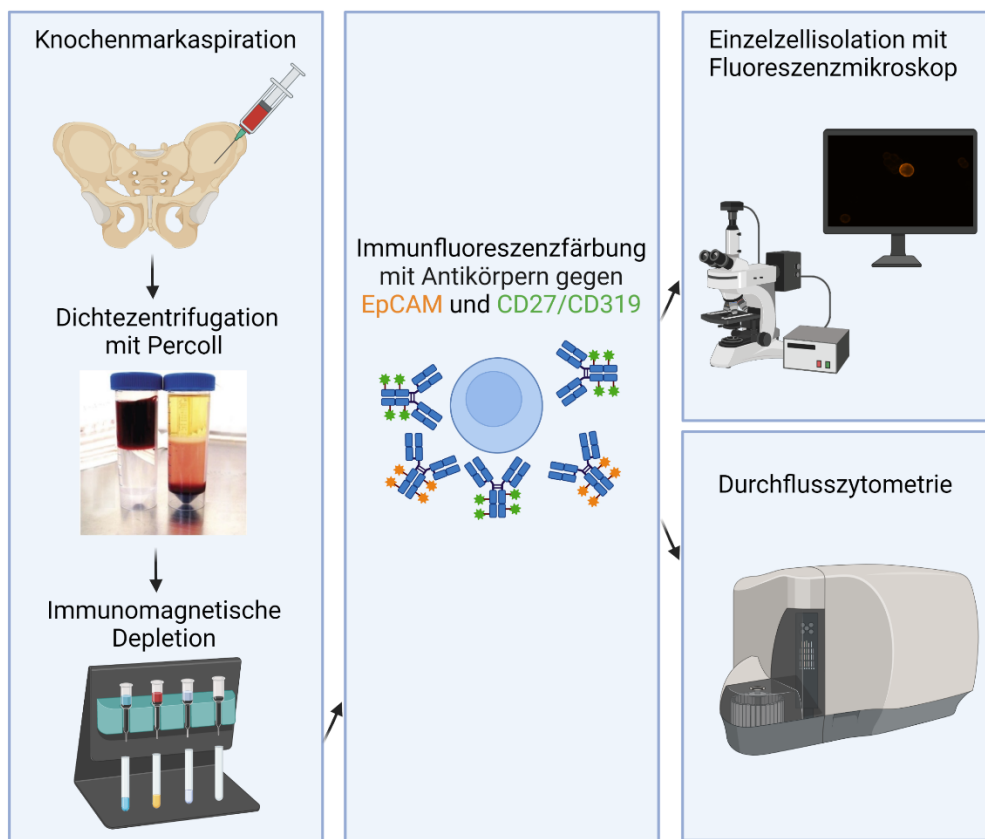 Knochenmarkaspiration
Dichtezentrifugation
mit Percoll
Immunomagnetische
Depletion
Immunfluoreszenzfärbung
mit Antikörpern gegen
EpCAM und CD27/CD319
Einzelzellisolation mit
Fluoreszenzmikroskop
Durchflusszytometrie